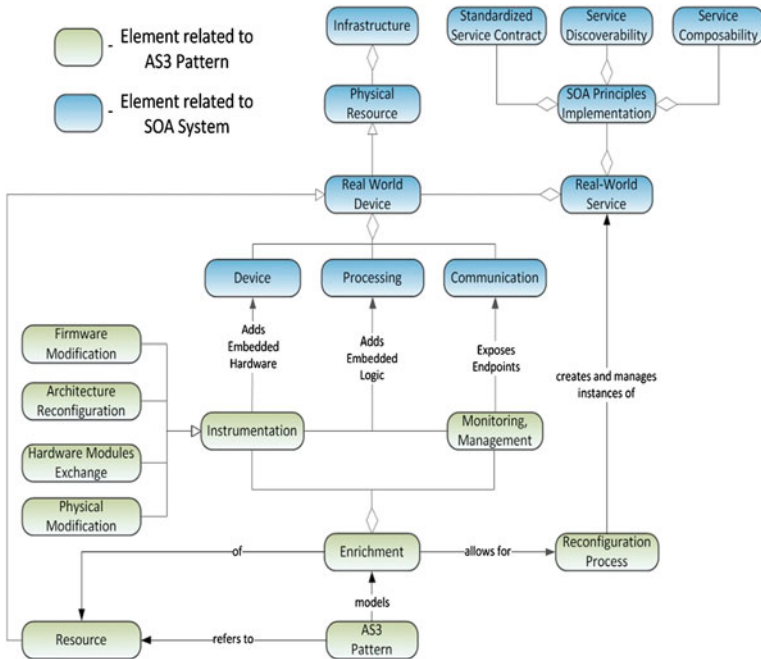 - Element related to
AS3 Pattern
- Element related to
SOA System
Infrastructure
Standardized
Service Contract
Service
Discoverability
Service
Composability
Physical
Resource
SOA Principles
Implementation
Real World
Device
Real-World
Service
Device
Processing
Communication
Adds
Embedded
Hardware
Adds
Embedded
Logic
Exposes
Endpoints
creates and manages
instances of
Firmware
Modification
Architecture
Reconfiguration
Hardware Modules
Exchange
Physical
Modification
Instrumentation
Monitoring,
Management
of
Enrichment
allows for
Reconfiguration
Process
models
Resource
refers to
AS3
Pattern